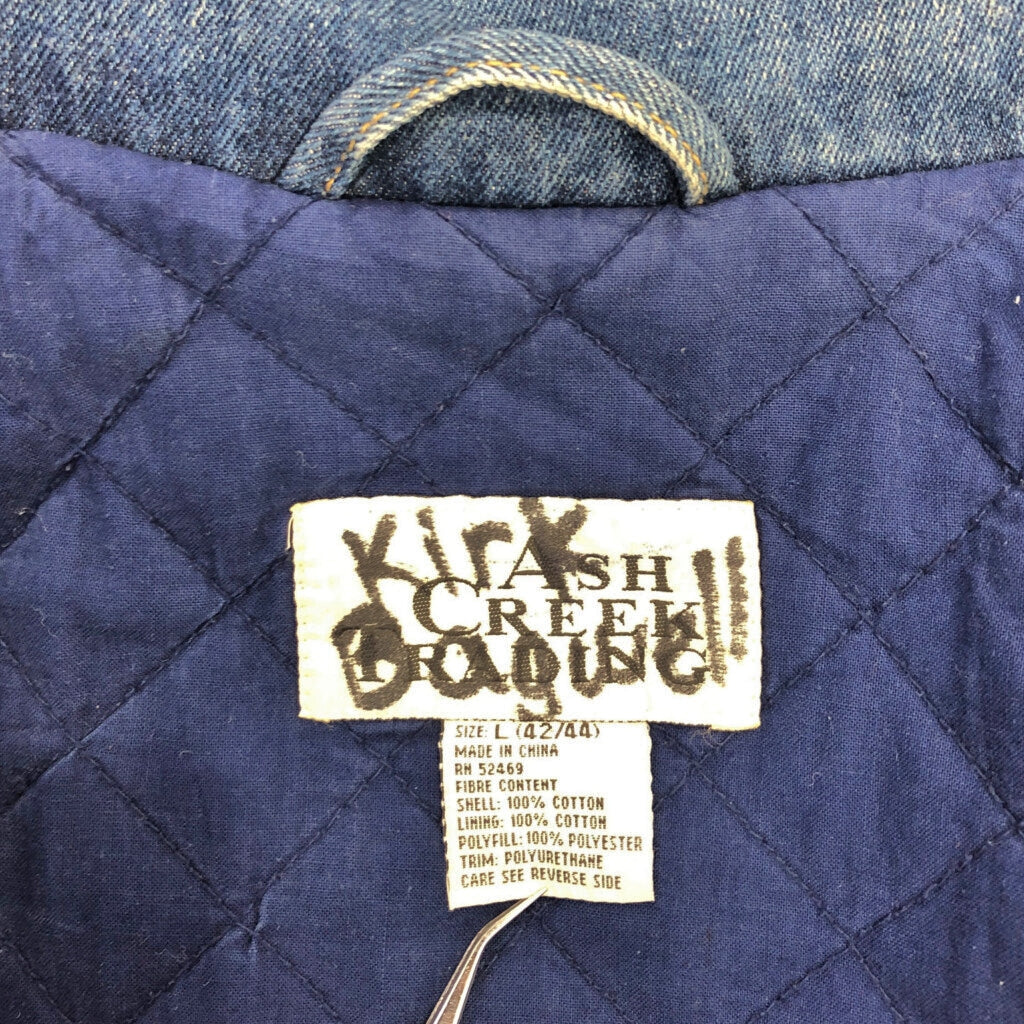 Kirk
ASH
CREEK
TRADING
SIZE: L (42/44)
MADE IN CHINA
RN 52469
FIBRE CONTENT
SHELL: 100% COTTON
LINING: 100% COTTON
POLYFILL: 100% POLYESTER
TRIM: POLYURETHANE
CARE SEE REVERSE SIDE